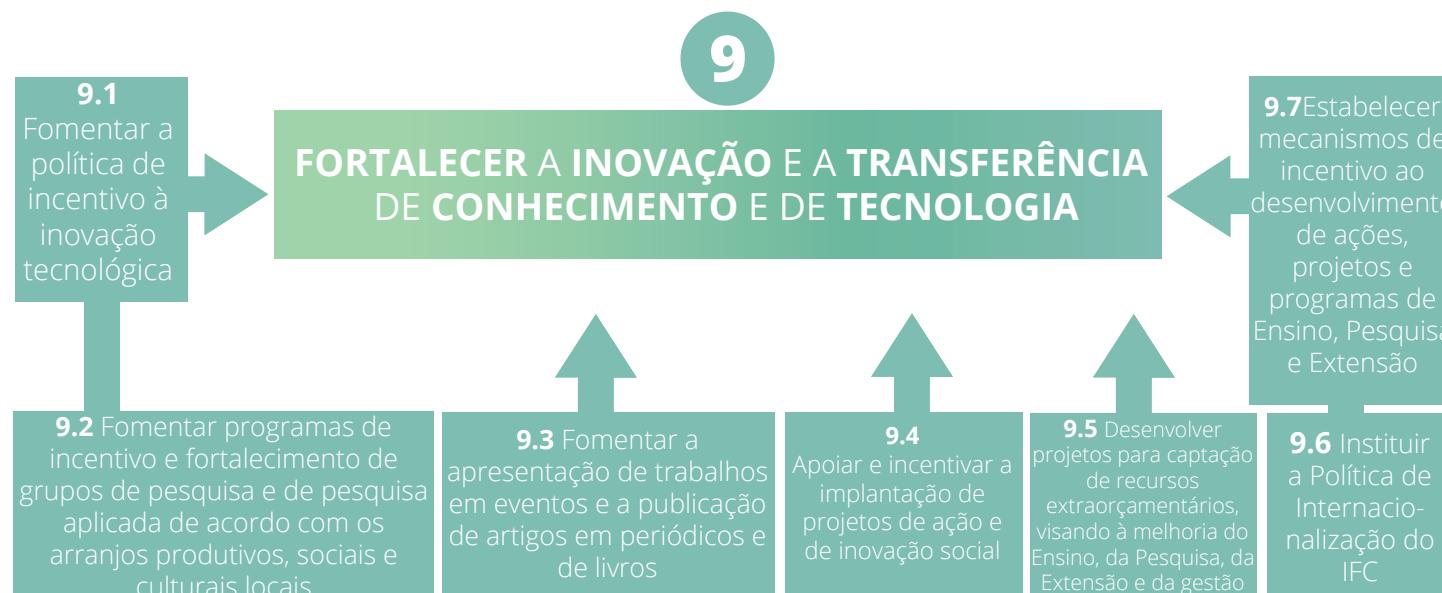 9
FORTALECER A INOVAÇÃO E A TRANSFERÊNCIA
DE CONHECIMENTO E DE TECNOLOGIA
9.1
Fomentar a
política de
incentivo à
inovação
tecnológica
9.2 Fomentar programas de
incentivo e fortalecimento de
grupos de pesquisa e de pesquisa
aplicada de acordo com os
arranjos produtivos, sociais e
culturais locais
9.3 Fomentar a
apresentação de trabalhos
em eventos e a publicação
de artigos em periódicos e
de livros
9.4
Apoiar e incentivar a
implantação de
projetos de ação e
de inovação social
9.5 Desenvolver
projetos para captação
de recursos
extraorçamentários,
visando à melhoria do
Ensino, da Pesquisa, da
Extensão e da gestão
9.6 Instituir
a Política de
Internacio-
nalização do
IFC
9.7Estabelecer
mecanismos de
incentivo ao
desenvolvimento
de ações,
projetos e
programas de
Ensino, Pesquisa
e Extensão